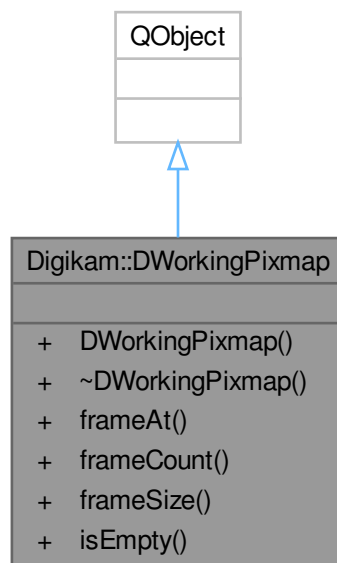 QObject
Digikam::DWorkingPixmap
+ DWorkingPixmap()
+ ~DWorkingPixmap()
+ frameAt()
+ frameCount()
+ frameSize()
+ isEmpty()